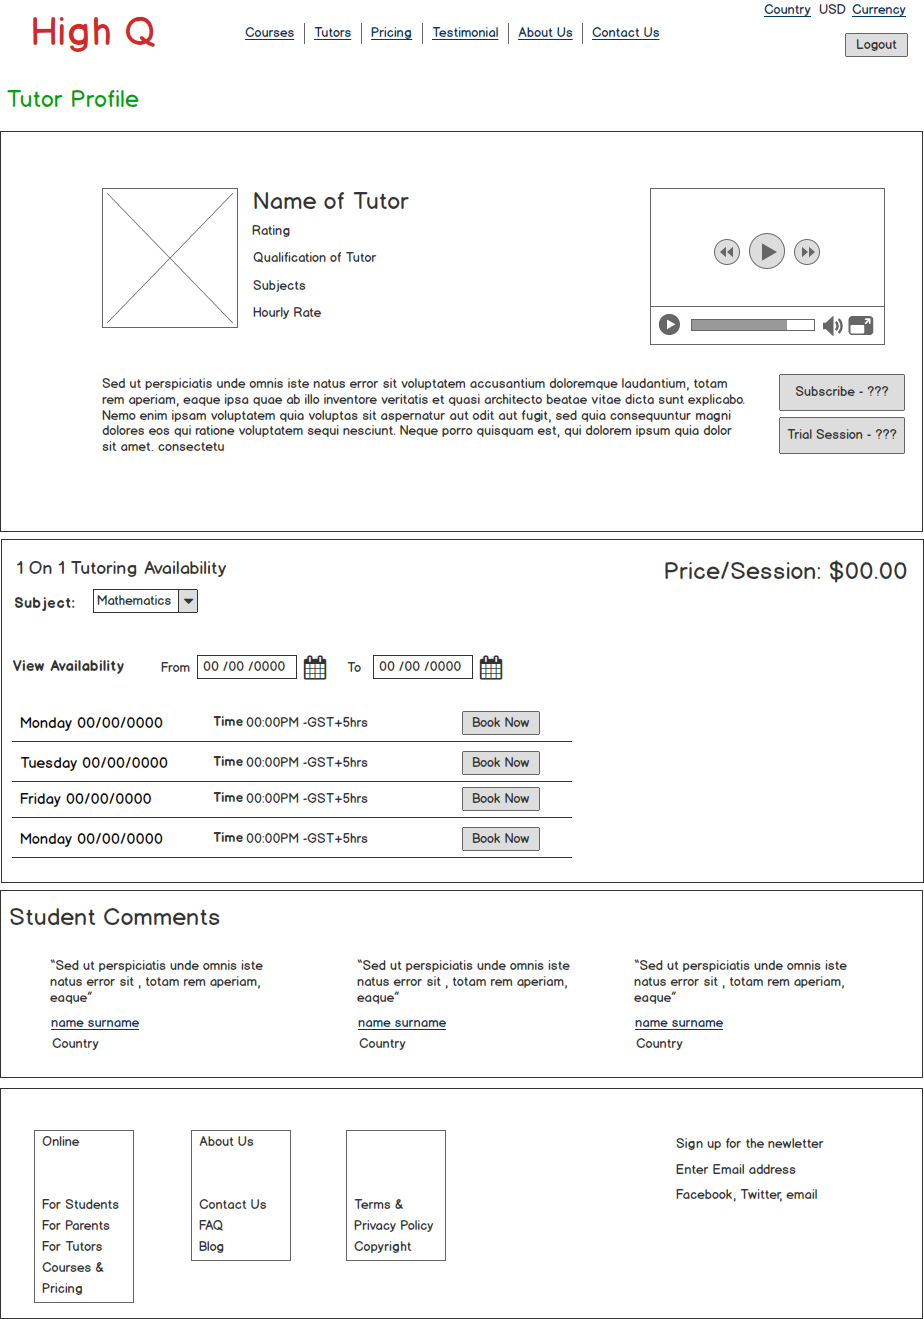 Country USD Currency
High Q
Courses Tutors Pricing Testimonial About Us Contact Us
Logout
Tutor Profile
Name of Tutor
Rating
Qualification of Tutor
Subjects
Hourly Rate
Sed ut perspiciatis unde omnis iste natus error sit voluptatem accusantium doloremque laudantium, totam
rem aperiam, eaque ipsa quae ab illo inventore veritatis et quasi architecto beatae vitae dicta sunt explicabo.
Nemo enim ipsam voluptatem quia voluptas sit aspernatur aut odit aut fugit, sed quia consequuntur magni
dolores eos qui ratione voluptatem sequi nesciunt. Neque porro quisquam est, qui dolorem ipsum quia dolor
sit amet. consectetu
Subscribe - ???
Trial Session - ???
1 On 1 Tutoring Availability
Price/Session: $00.00
Subject: Mathematics
View Availability From 00 /00 /0000 To 00 /00 /0000
Monday 00/00/0000 Time 00:00PM -GST+5hrs Book Now
Tuesday 00/00/0000 Time 00:00PM -GST+5hrs Book Now
Friday 00/00/0000 Time 00:00PM -GST+5hrs Book Now
Monday 00/00/0000 Time 00:00PM -GST+5hrs Book Now
Student Comments
“Sed ut perspiciatis unde omnis iste
natus error sit , totam rem aperiam,
eaque”
name surname
Country
“Sed ut perspiciatis unde omnis iste
natus error sit , totam rem aperiam,
eaque”
name surname
Country
“Sed ut perspiciatis unde omnis iste
natus error sit , totam rem aperiam,
eaque”
name surname
Country
Online
For Students
For Parents
For Tutors
Courses &
Pricing
About Us
Contact Us
FAQ
Blog
Terms &
Privacy Policy
Copyright
Sign up for the newletter
Enter Email address
Facebook, Twitter, email